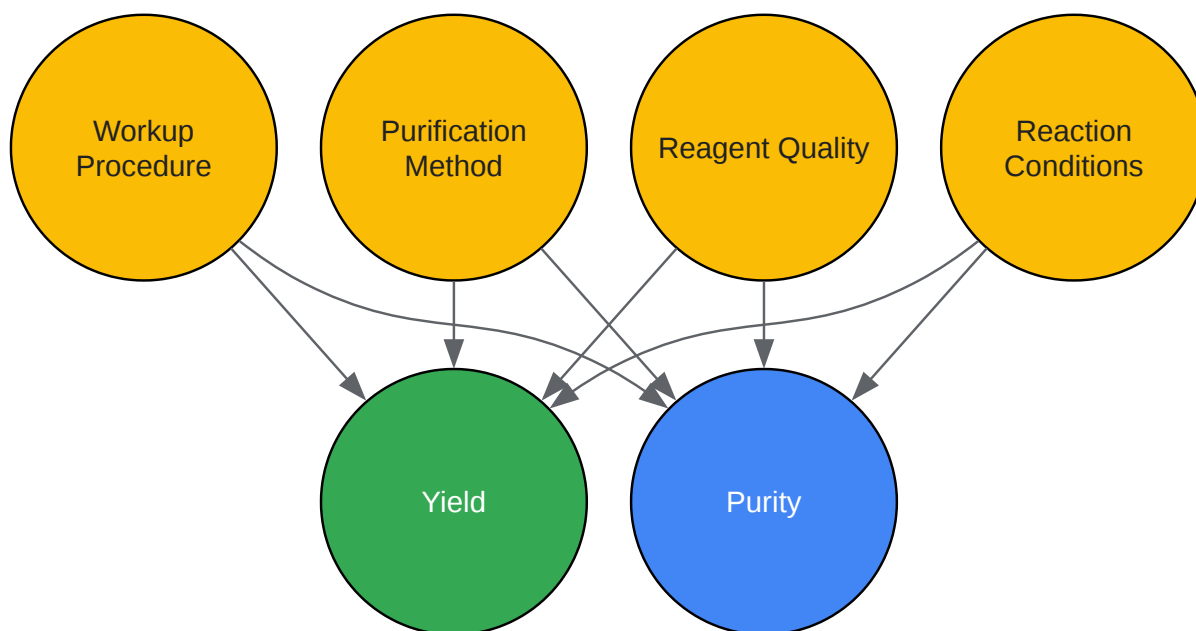 Workup
Procedure
Purification
Method
Reagent Quality
Reaction
Conditions
Yield
Purity